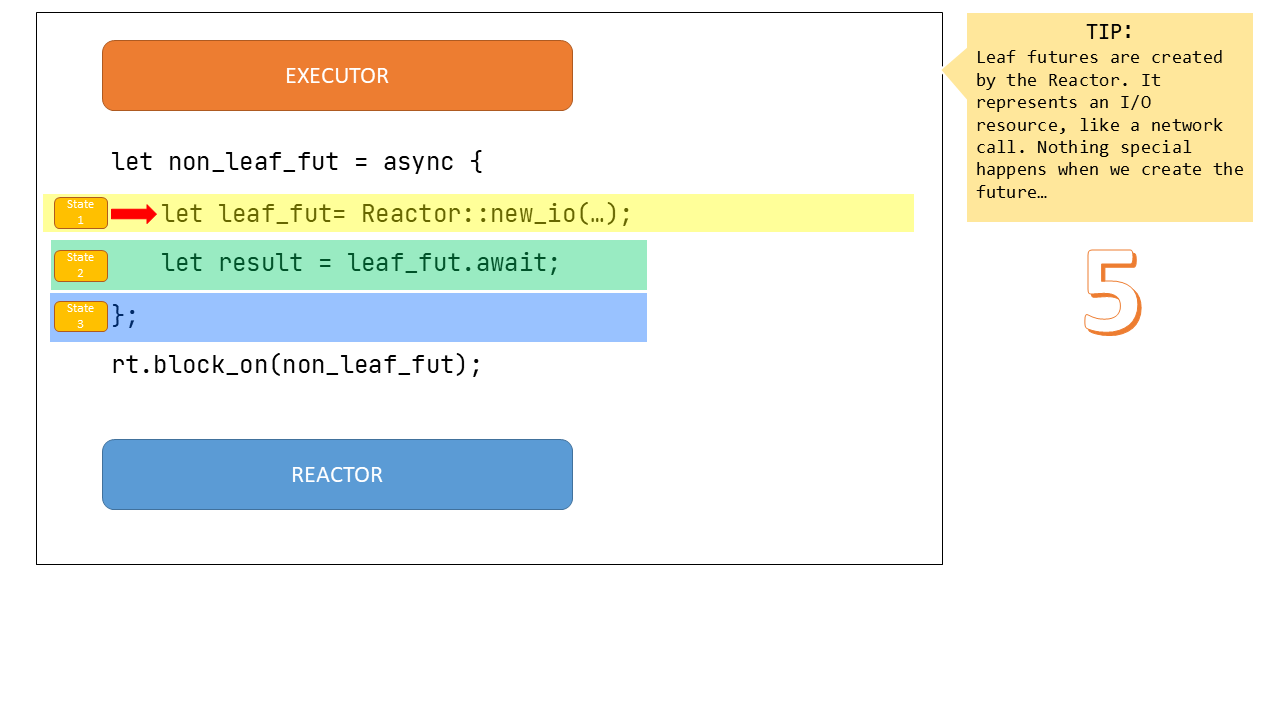 EXECUTOR
let non_leaf_fut = async {
State
1
let leaf_fut= Reactor::new_io(…);
State
2
let result = leaf_fut.await;
State
3
};
rt.block_on(non_leaf_fut);
REACTOR
TIP:
Leaf futures are created
by the Reactor. It
represents an I/O
resource, like a network
call. Nothing special
happens when we create the
future…
5